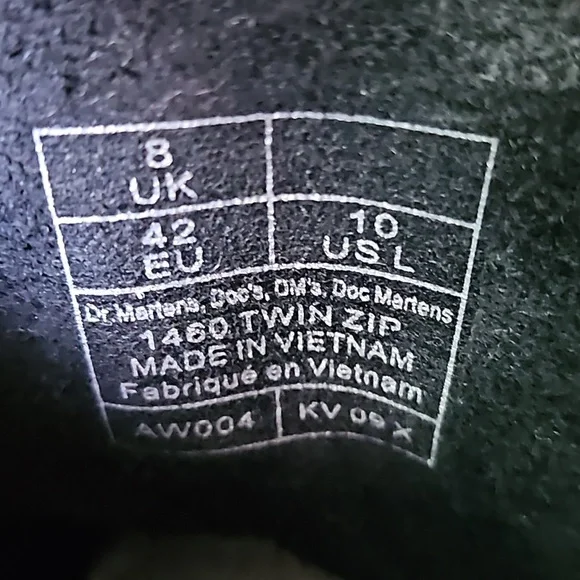 8
UK
42
EU
10
US L
Dr Martens, Doc's, DM's, Doc Martens
1460 TWIN ZIP
MADE IN VIETNAM
Fabriqué en Vietnam
AW004
KV 09 X